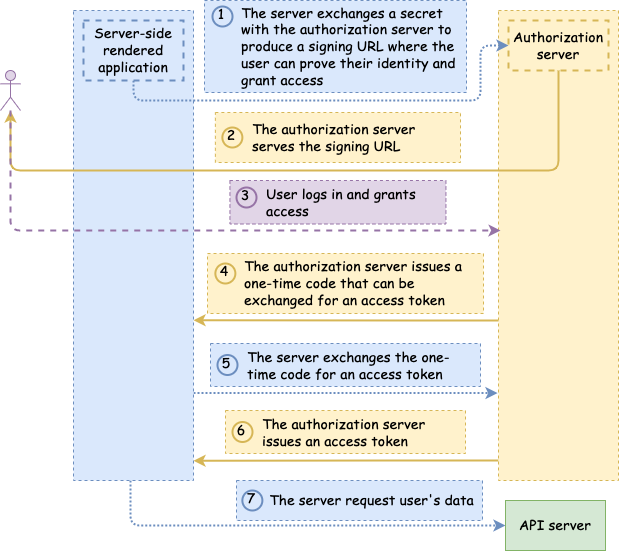 Server-side
rendered
application
1 The server exchanges a secret
with the authorization server to
produce a signing URL where the
user can prove their identity and
grant access
Authorization
server
2 The authorization server
serves the signing URL
3 User logs in and grants
access
4 The authorization server issues a
one-time code that can be
exchanged for an access token
5 The server exchanges the one-
time code for an access token
6 The authorization server
issues an access token
7 The server request user's data
API server